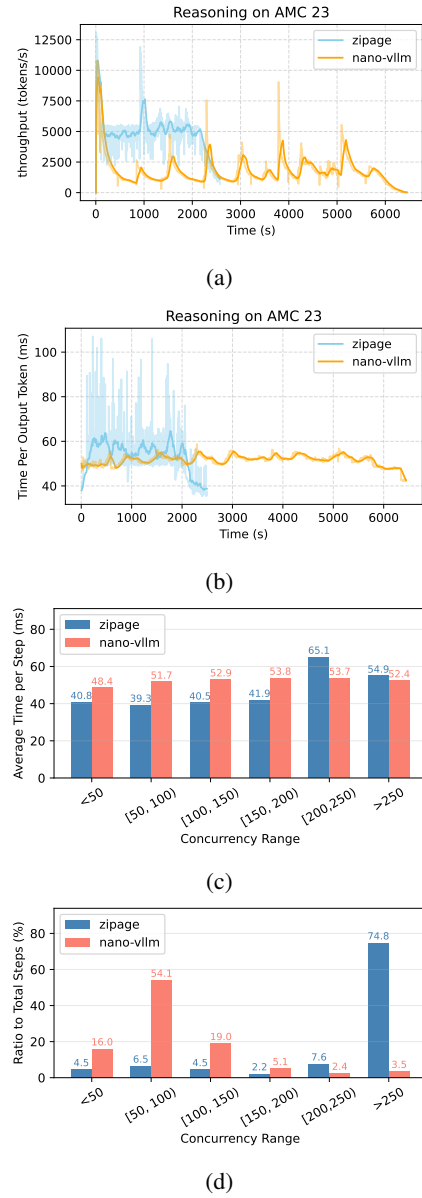 Reasoning on AMC 23
throughput (tokens/s)
12500
10000
7500
5000
2500
0
zipage
nano-vllm
0 1000 2000 3000 4000 5000 6000
Time (s)
(a)
Reasoning on AMC 23
Time Per Output Token (ms)
100
80
60
40
zipage
nano-vllm
0 1000 2000 3000 4000 5000 6000
Time (s)
(b)
Average Time per Step (ms)
80
60
40
20
0
zipage
nano-vllm
40.8 48.4 39.3 51.7 40.5 52.9 41.9 53.8 65.1 53.7 54.9 52.4
<50 [50, 100) [100, 150) [150, 200) [200,250) >250
Concurrency Range
(c)
Ratio to Total Steps (%)
80
60
40
20
0
zipage
nano-vllm
4.5 16.0 6.5 54.1 4.5 19.0 2.2 5.1 7.6 2.4 74.8 3.5
<50 [50, 100) [100, 150) [150, 200) [200,250) >250
Concurrency Range
(d)